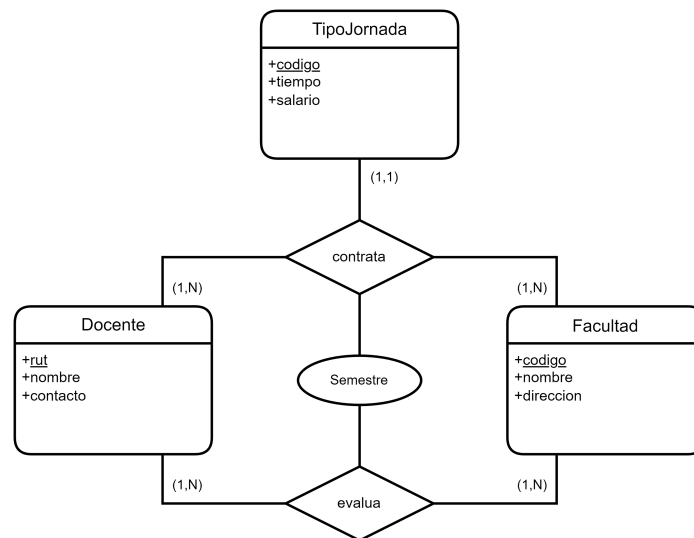 TipoJornada
+codigo
+tiempo
+salario
(1,1)
contrata
(1,N)
(1,N)
Docente
+rut
+nombre
+contacto
Semestre
Facultad
+codigo
+nombre
+direccion
(1,N)
(1,N)
evalua